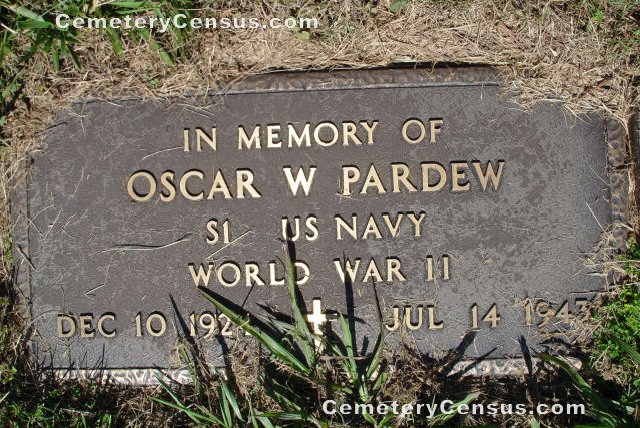 CemeteryCensus.com
IN MEMORY OF
OSCAR W PARDEW
S1 US NAVY
WORLD WAR II
DEC 10 JUL 14 1943
CemeteryCensus.com